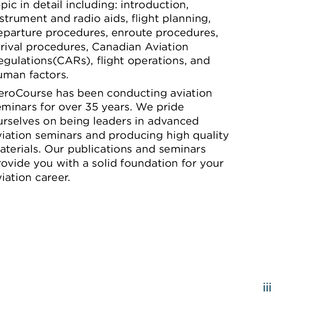 pic in detail including: introduction,
strument and radio aids, flight planning,
eparture procedures, enroute procedures,
rival procedures, Canadian Aviation
egulations(CARs), flight operations, and
uman factors.
eroCourse has been conducting aviation
eminars for over 35 years. We pride
urselves on being leaders in advanced
viation seminars and producing high quality
aterials. Our publications and seminars
rovide you with a solid foundation for your
viation career.
iii